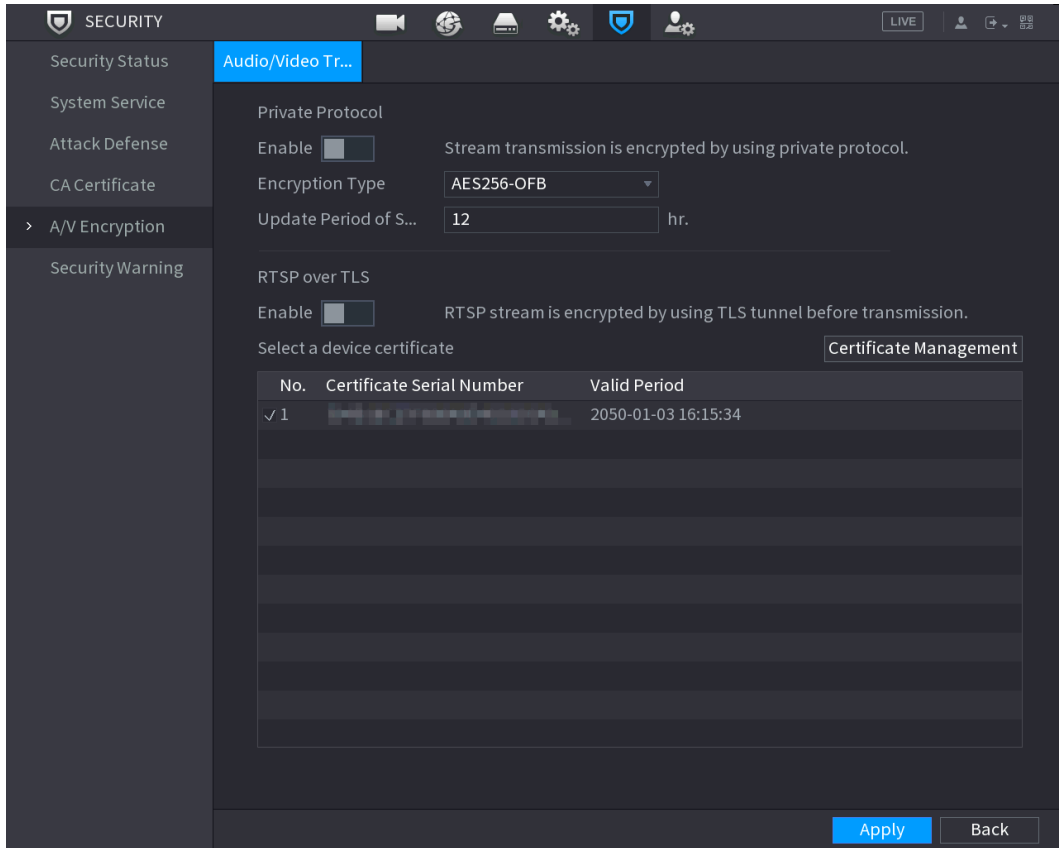 SECURITY
LIVE
Security Status
System Service
Attack Defense
CA Certificate
A/V Encryption
Security Warning
Audio/Video Tr...
Private Protocol
Enable Stream transmission is encrypted by using private protocol.
Encryption Type AES256-OFB
Update Period of S... 12 hr.
RTSP over TLS
Enable RTSP stream is encrypted by using TLS tunnel before transmission.
Select a device certificate Certificate Management
No. Certificate Serial Number Valid Period
1 2050-01-03 16:15:34
Apply Back